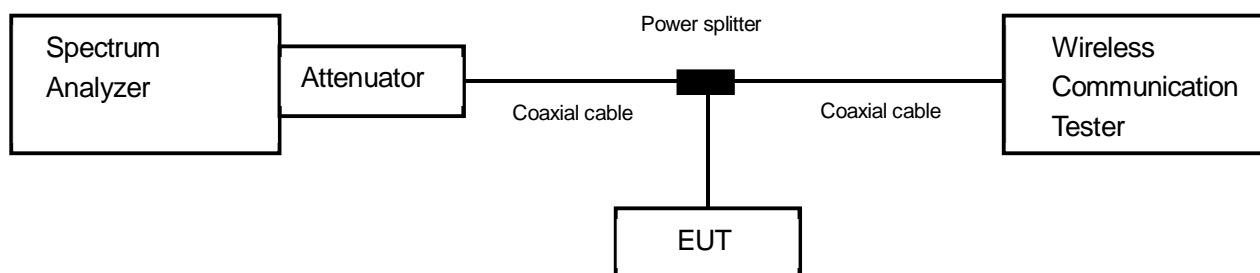 Power splitter
Spectrum
Analyzer
Attenuator
Wireless
Communication
Tester
Coaxial cable
Coaxial cable
EUT